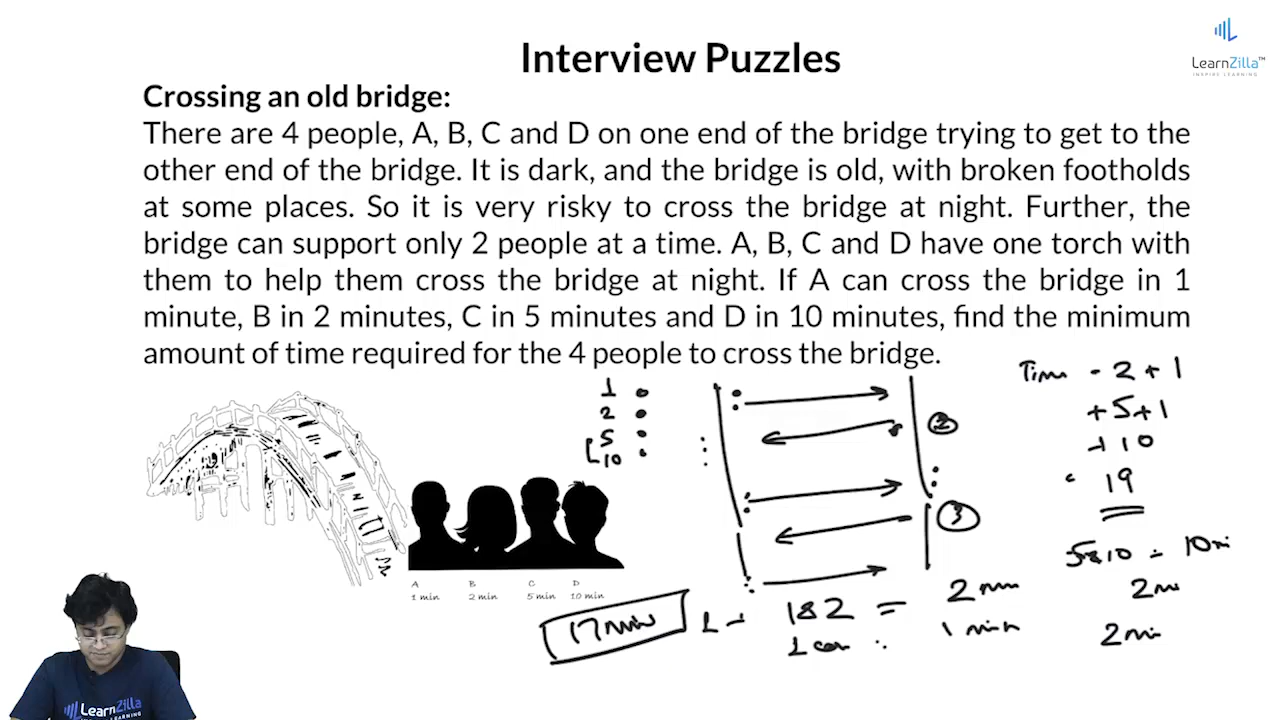 Interview Puzzles
LearnZilla™
INSPIRE LEARNING
Crossing an old bridge:
There are 4 people, A, B, C and D on one end of the bridge trying to get to the
other end of the bridge. It is dark, and the bridge is old, with broken footholds
at some places. So it is very risky to cross the bridge at night. Further, the
bridge can support only 2 people at a time. A, B, C and D have one torch with
them to help them cross the bridge at night. If A can cross the bridge in 1
minute, B in 2 minutes, C in 5 minutes and D in 10 minutes, find the minimum
amount of time required for the 4 people to cross the bridge.
Time - 2 + 1
+5+1
+10
19
1
2
5
10
2
3
A B C D
1 min 2 min 5 min 10 min
17 min
1&2 = 2 min
1 min
5&10 = 10 min
2 min
2 min
LearnZilla
INSPIRE LEARNING